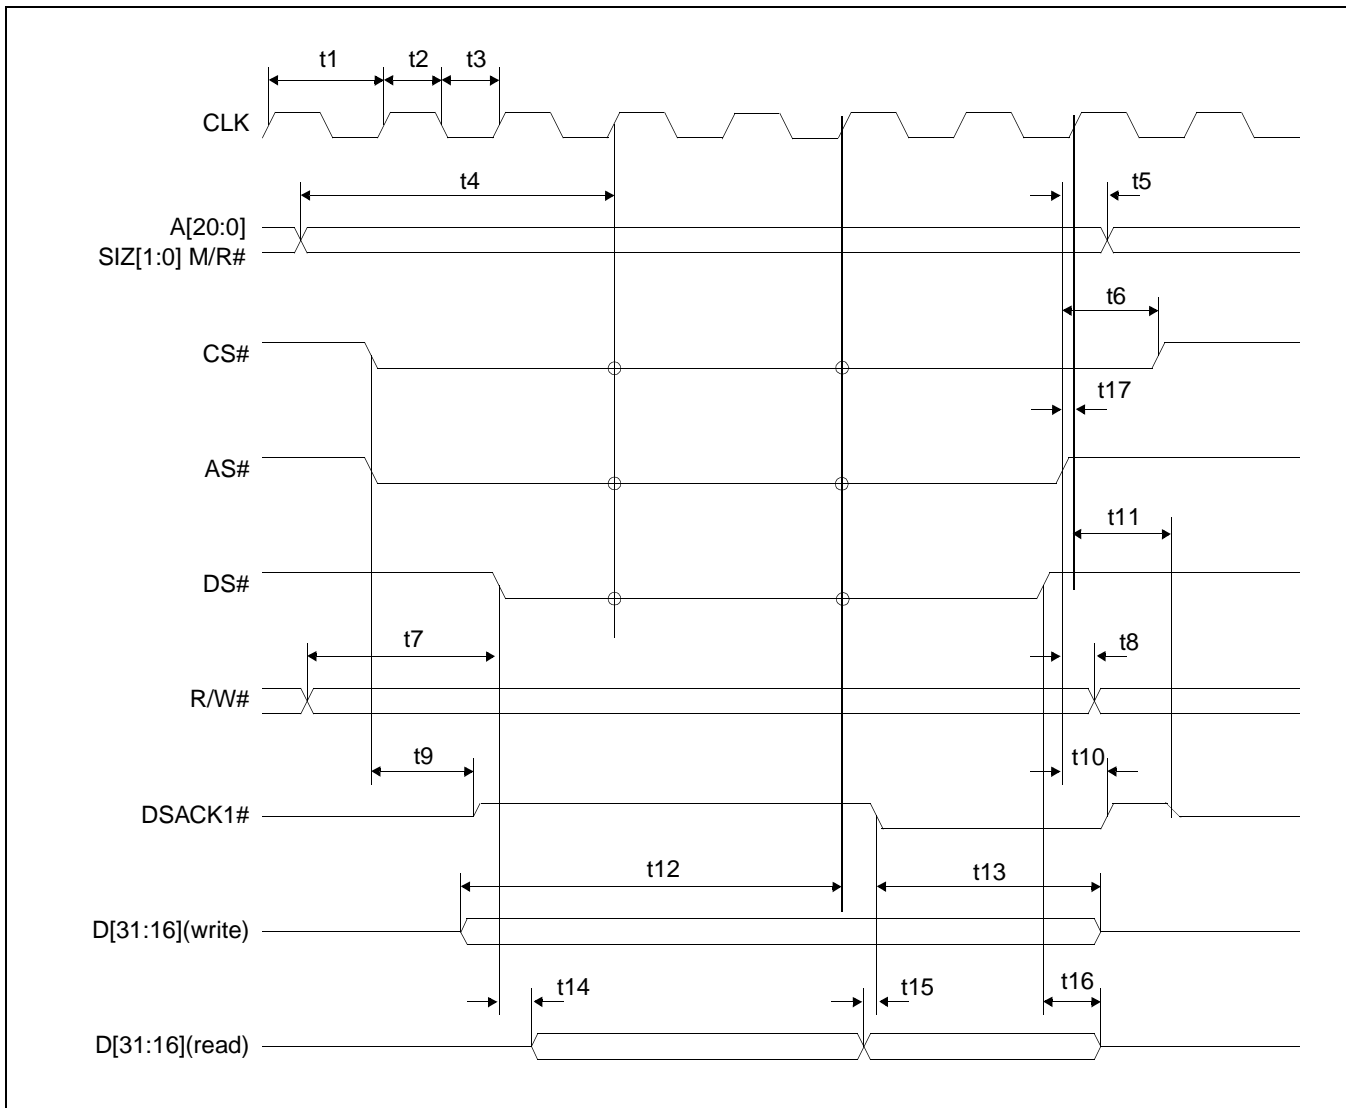 t1 t2 t3
CLK
t4 t5
A[20:0]
SIZ[1:0] M/R#
t6
CS#
t17
AS#
t11
DS#
t7 t8
R/W#
t9 t10
DSACK1#
t12 t13
D[31:16](write)
t14 t15 t16
D[31:16](read)